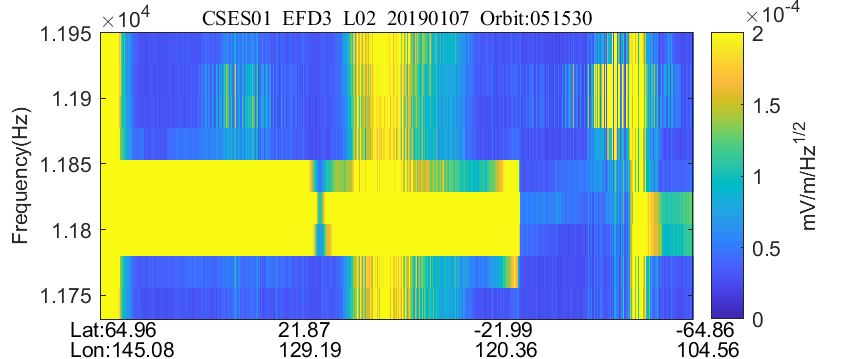 CSES01 EFD3 L02 20190107 Orbit:051530
×10⁴
×10⁻⁴
1.195
1.19
1.185
1.18
1.175
Frequency(Hz)
2
1.5
1
0.5
0
mV/m/Hz^1/2
Lat:64.96 21.87 -21.99 -64.86
Lon:145.08 129.19 120.36 104.56